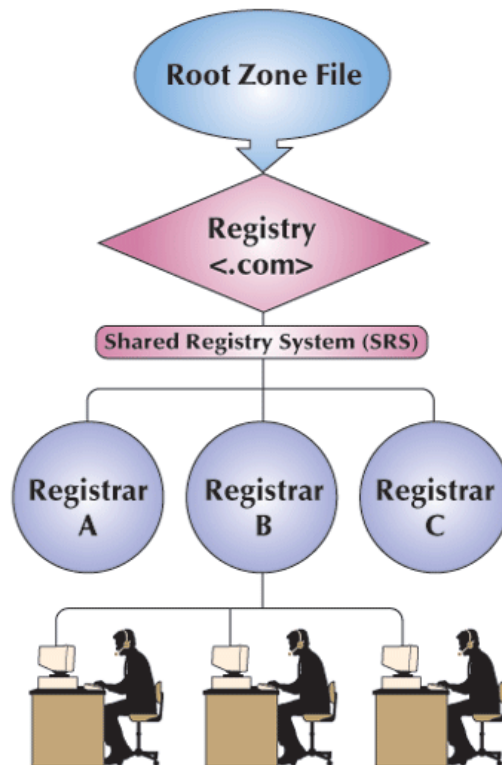 Root Zone File
Registry
<.com>
Shared Registry System (SRS)
Registrar
A
Registrar
B
Registrar
C